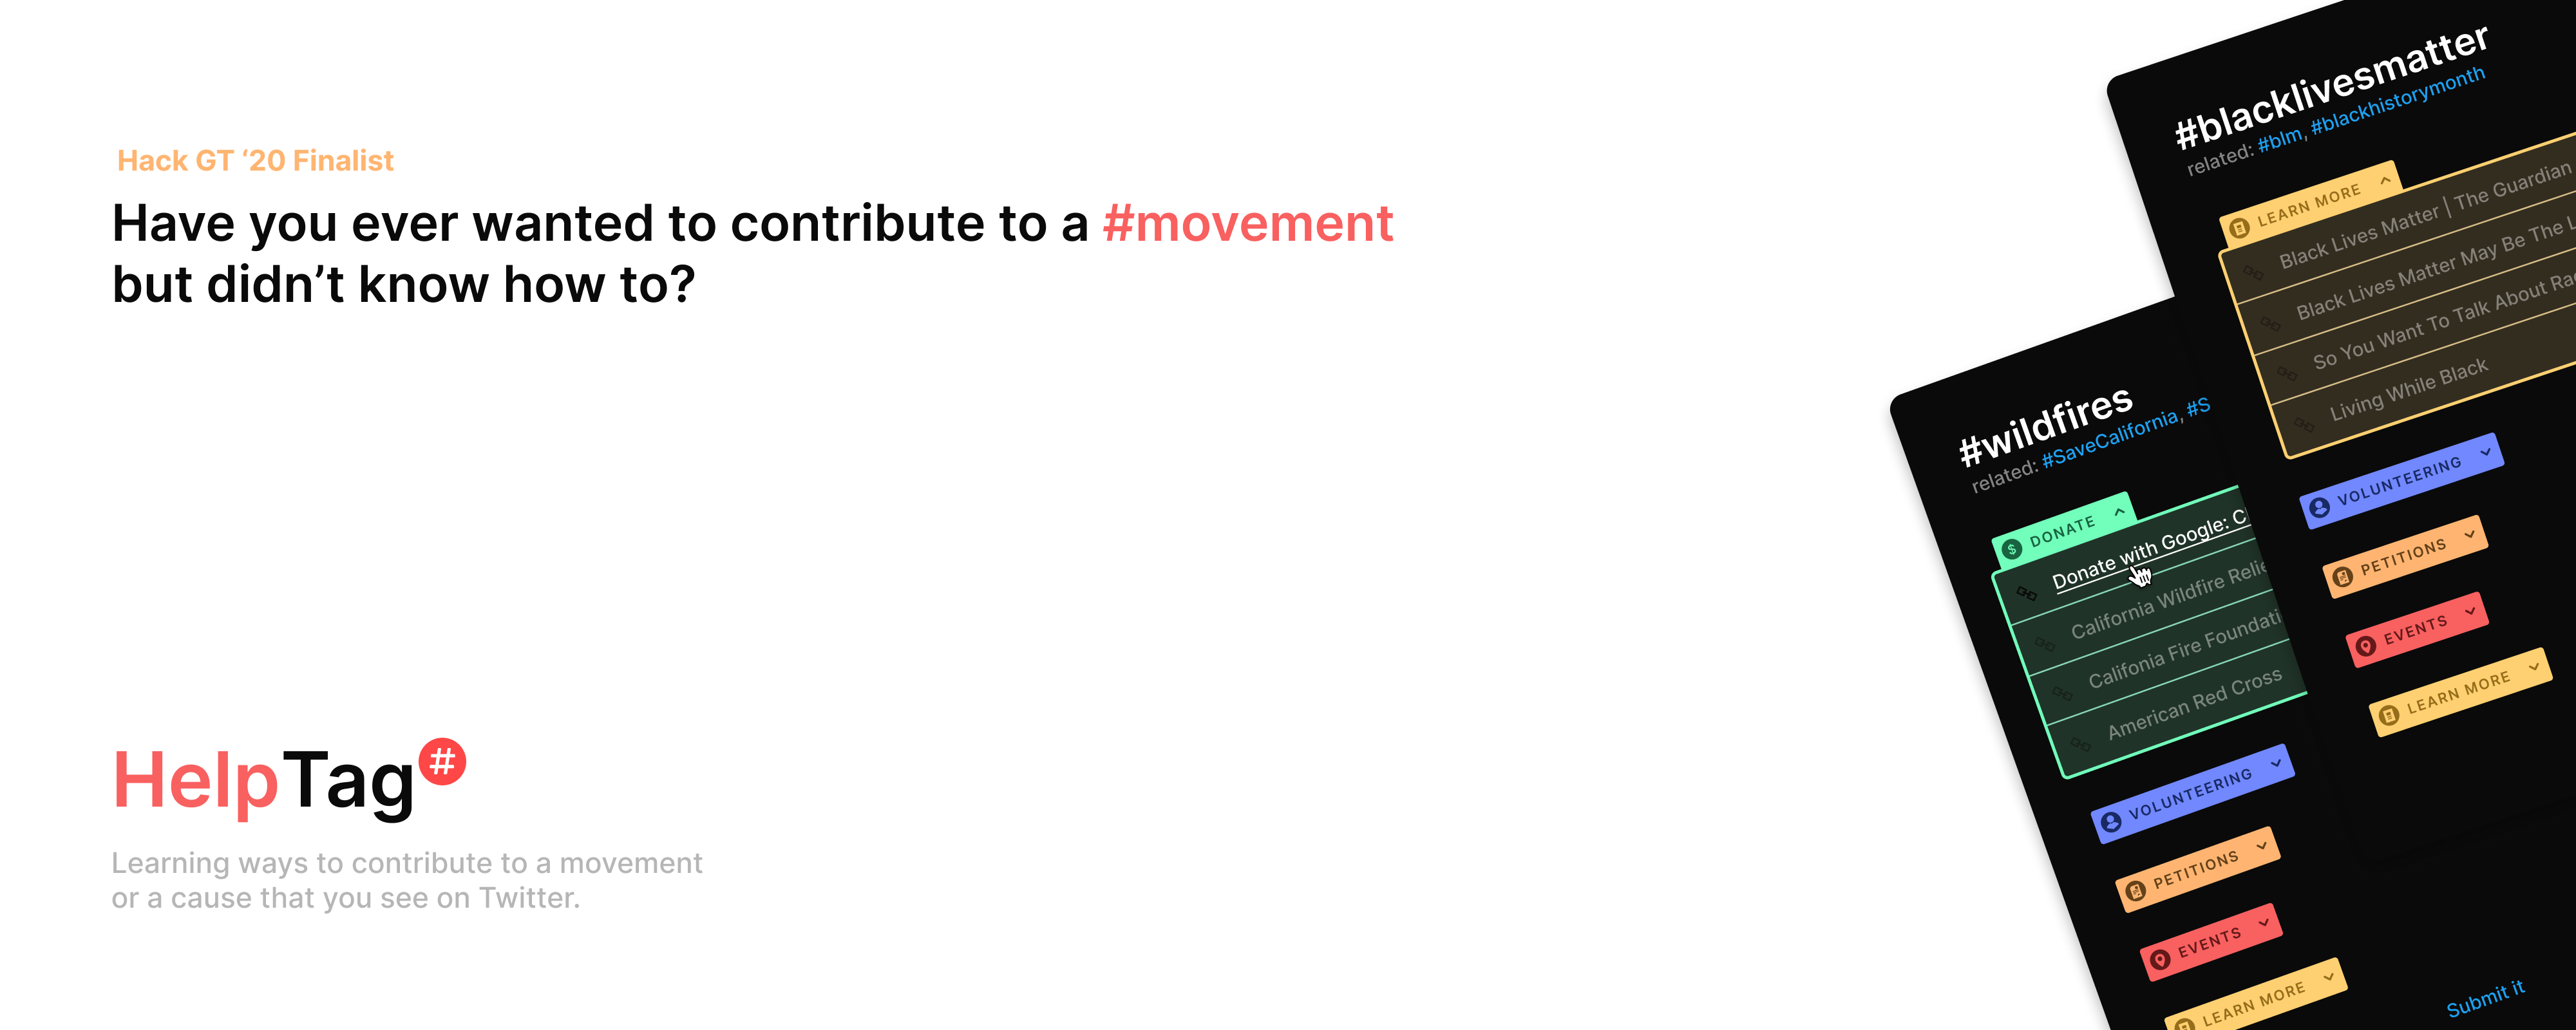 Hack GT ‘20 Finalist
Have you ever wanted to contribute to a #movement
but didn’t know how to?
HelpTag#
Learning ways to contribute to a movement
or a cause that you see on Twitter.
#wildfires
related: #SaveCalifornia, #S
DONATE
Donate with Google: C
California Wildfire Relie
Califonia Fire Foundati
American Red Cross
VOLUNTEERING
PETITIONS
EVENTS
LEARN MORE
Submit it
#blacklivesmatter
related: #blm, #blackhistorymonth
LEARN MORE
Black Lives Matter | The Guardian
Black Lives Matter May Be The L
So You Want To Talk About Ra
Living While Black
VOLUNTEERING
PETITIONS
EVENTS
LEARN MORE